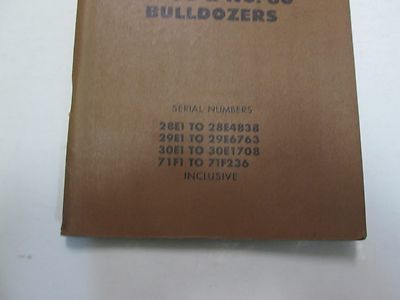 BULLDOZERS
SERIAL NUMBERS
28E1 TO 28E4838
29E1 TO 29E6763
30E1 TO 30E1708
71F1 TO 71F236
INCLUSIVE